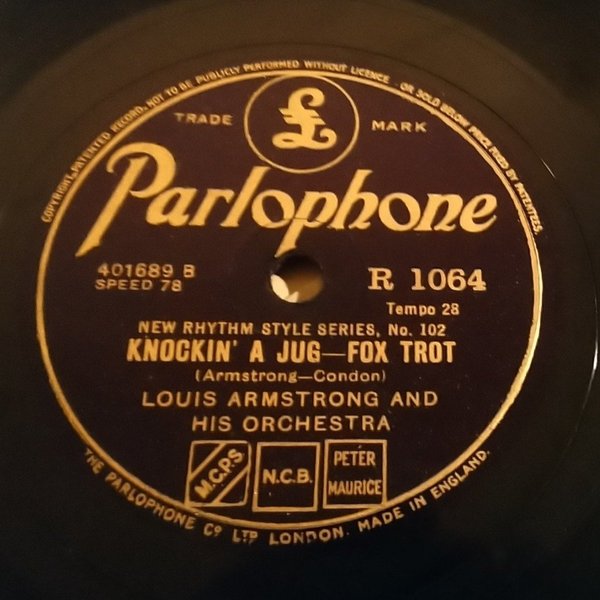 COPYRIGHT, PATENTED RECORD, NOT TO BE PUBLICLY PERFORMED WITHOUT LICENCE . OR SOLD BELOW PRICE FIXED BY PATENTEES.
TRADE £ MARK
Parlophone
401689 B
SPEED 78
R 1064
Tempo 28
NEW RHYTHM STYLE SERIES, No. 102
KNOCKIN' A JUG—FOX TROT
(Armstrong—Condon)
LOUIS ARMSTRONG AND
HIS ORCHESTRA
M.C.P.S.
N.C.B.
PETER
MAURICE
THE PARLOPHONE Co LTD LONDON. MADE IN ENGLAND.